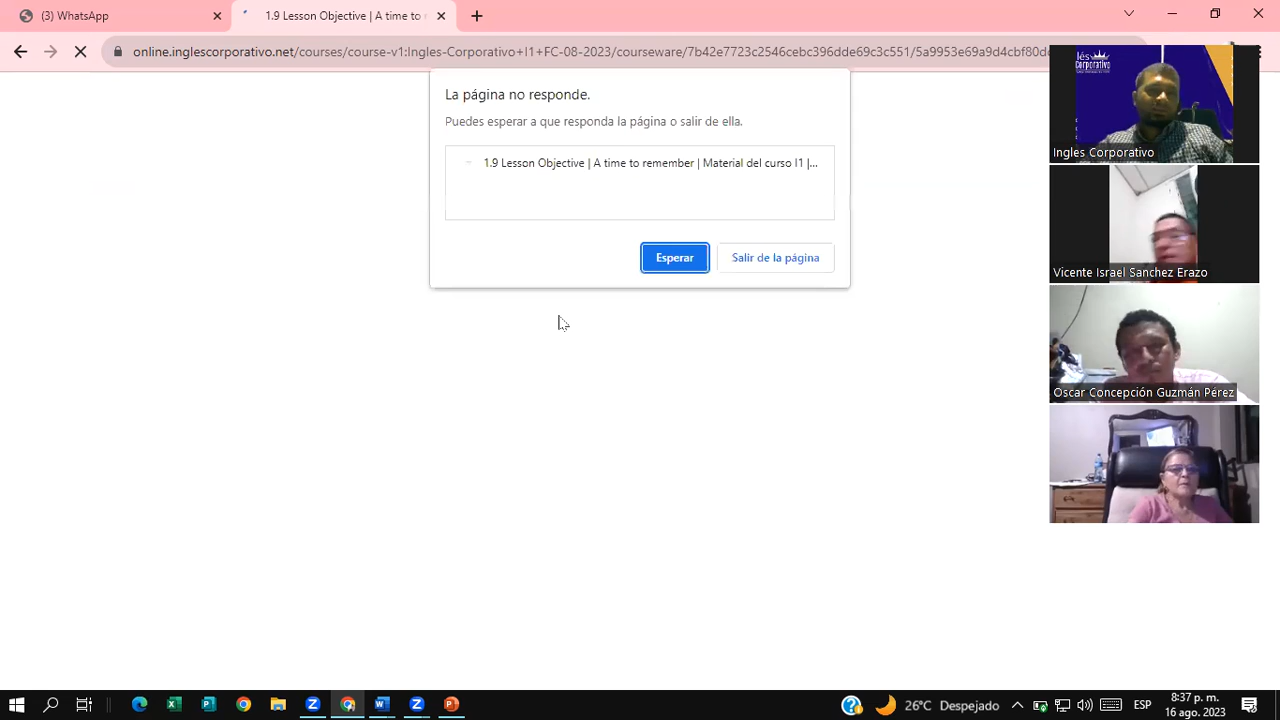 (3) WhatsApp
1.9 Lesson Objective | A time to r
online.inglescorporativo.net/courses/course-v1:Ingles-Corporativo+I1+FC-08-2023/courseware/7b42e7723c2546cebc396dde69c3c551/5a9953e69a9d4cbf80d
La página no responde.
Puedes esperar a que responda la página o salir de ella.
1.9 Lesson Objective | A time to remember | Material del curso I1 |...
Esperar
Salir de la página
lés
Corporativo
Ingles Corporativo
Vicente Israel Sanchez Erazo
Oscar Concepción Guzmán Pérez
26°C Despejado
ESP
8:37 p. m.
16 ago. 2023